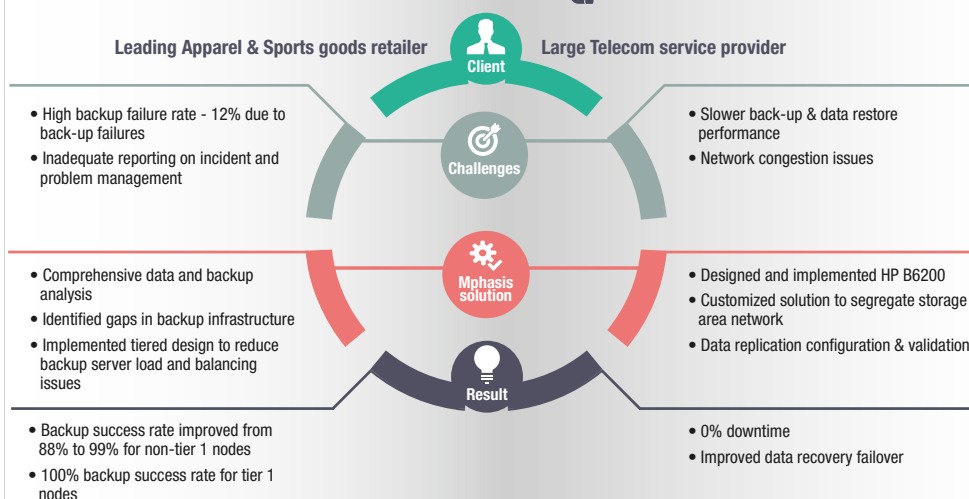 Leading Apparel & Sports goods retailer
Client
Large Telecom service provider
• High backup failure rate - 12% due to
back-up failures
• Inadequate reporting on incident and
problem management
Challenges
• Slower back-up & data restore
performance
• Network congestion issues
• Comprehensive data and backup
analysis
• Identified gaps in backup infrastructure
• Implemented tiered design to reduce
backup server load and balancing
issues
Mphasis
solution
• Designed and implemented HP B6200
• Customized solution to segregate storage
area network
• Data replication configuration & validation
Result
• Backup success rate improved from
88% to 99% for non-tier 1 nodes
• 100% backup success rate for tier 1
nodes
• 0% downtime
• Improved data recovery failover